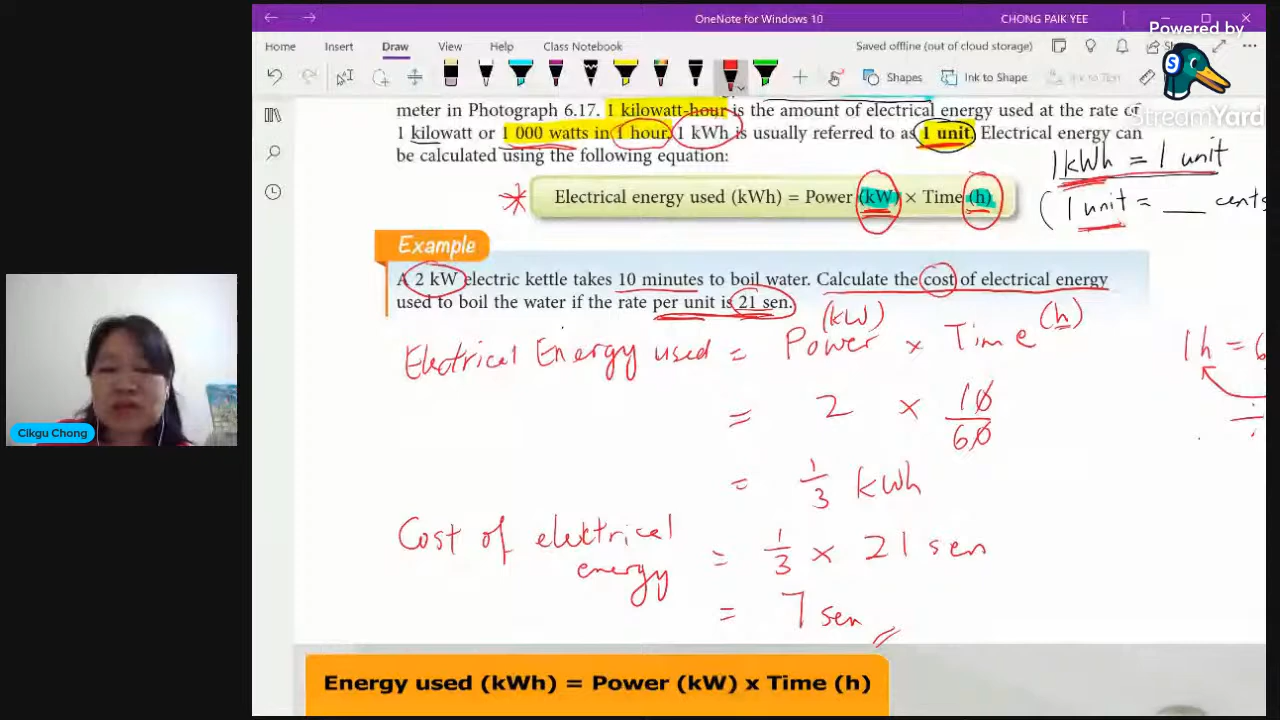 OneNote for Windows 10
CHONG PAIK YEE
Powered by
StreamYard
Home Insert Draw View Help Class Notebook
Saved offline (out of cloud storage)
Shapes Ink to Shape Ink to
meter in Photograph 6.17. 1 kilowatt-hour is the amount of electrical energy used at the rate of
1 kilowatt or 1 000 watts in 1 hour. 1 kWh is usually referred to as 1 unit. Electrical energy can
be calculated using the following equation:
1 kWh = 1 unit
Electrical energy used (kWh) = Power (kW) × Time (h)
(1 unit = ___ cents
Example
A 2 kW electric kettle takes 10 minutes to boil water. Calculate the cost of electrical energy
used to boil the water if the rate per unit is 21 sen.
(kW) (h)
Electrical Energy used = Power × Time
1h = 6
= 2 × 10/60
= 1/3 kWh
Cost of electrical
energy = 1/3 × 21 sen
= 7 sen
Energy used (kWh) = Power (kW) x Time (h)
Cikgu Chong